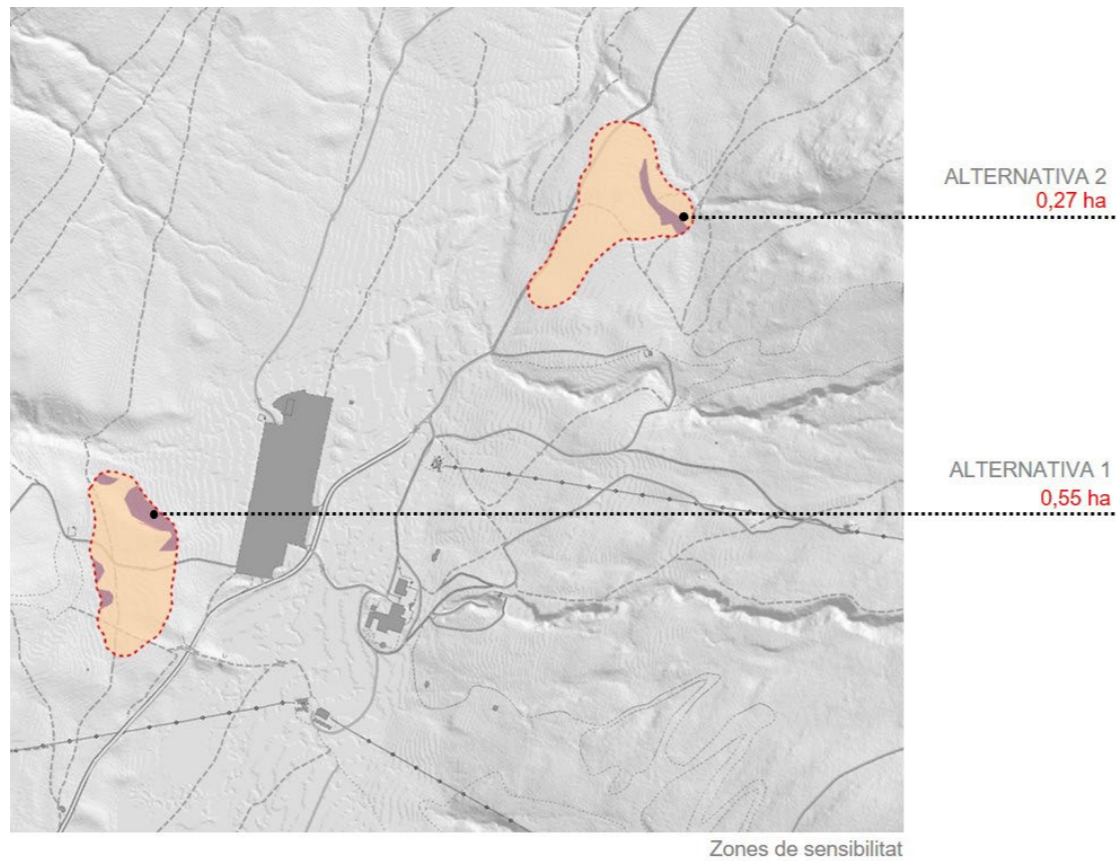 ALTERNATIVA 2
0,27 ha
ALTERNATIVA 1
0,55 ha
Zones de sensibilitat